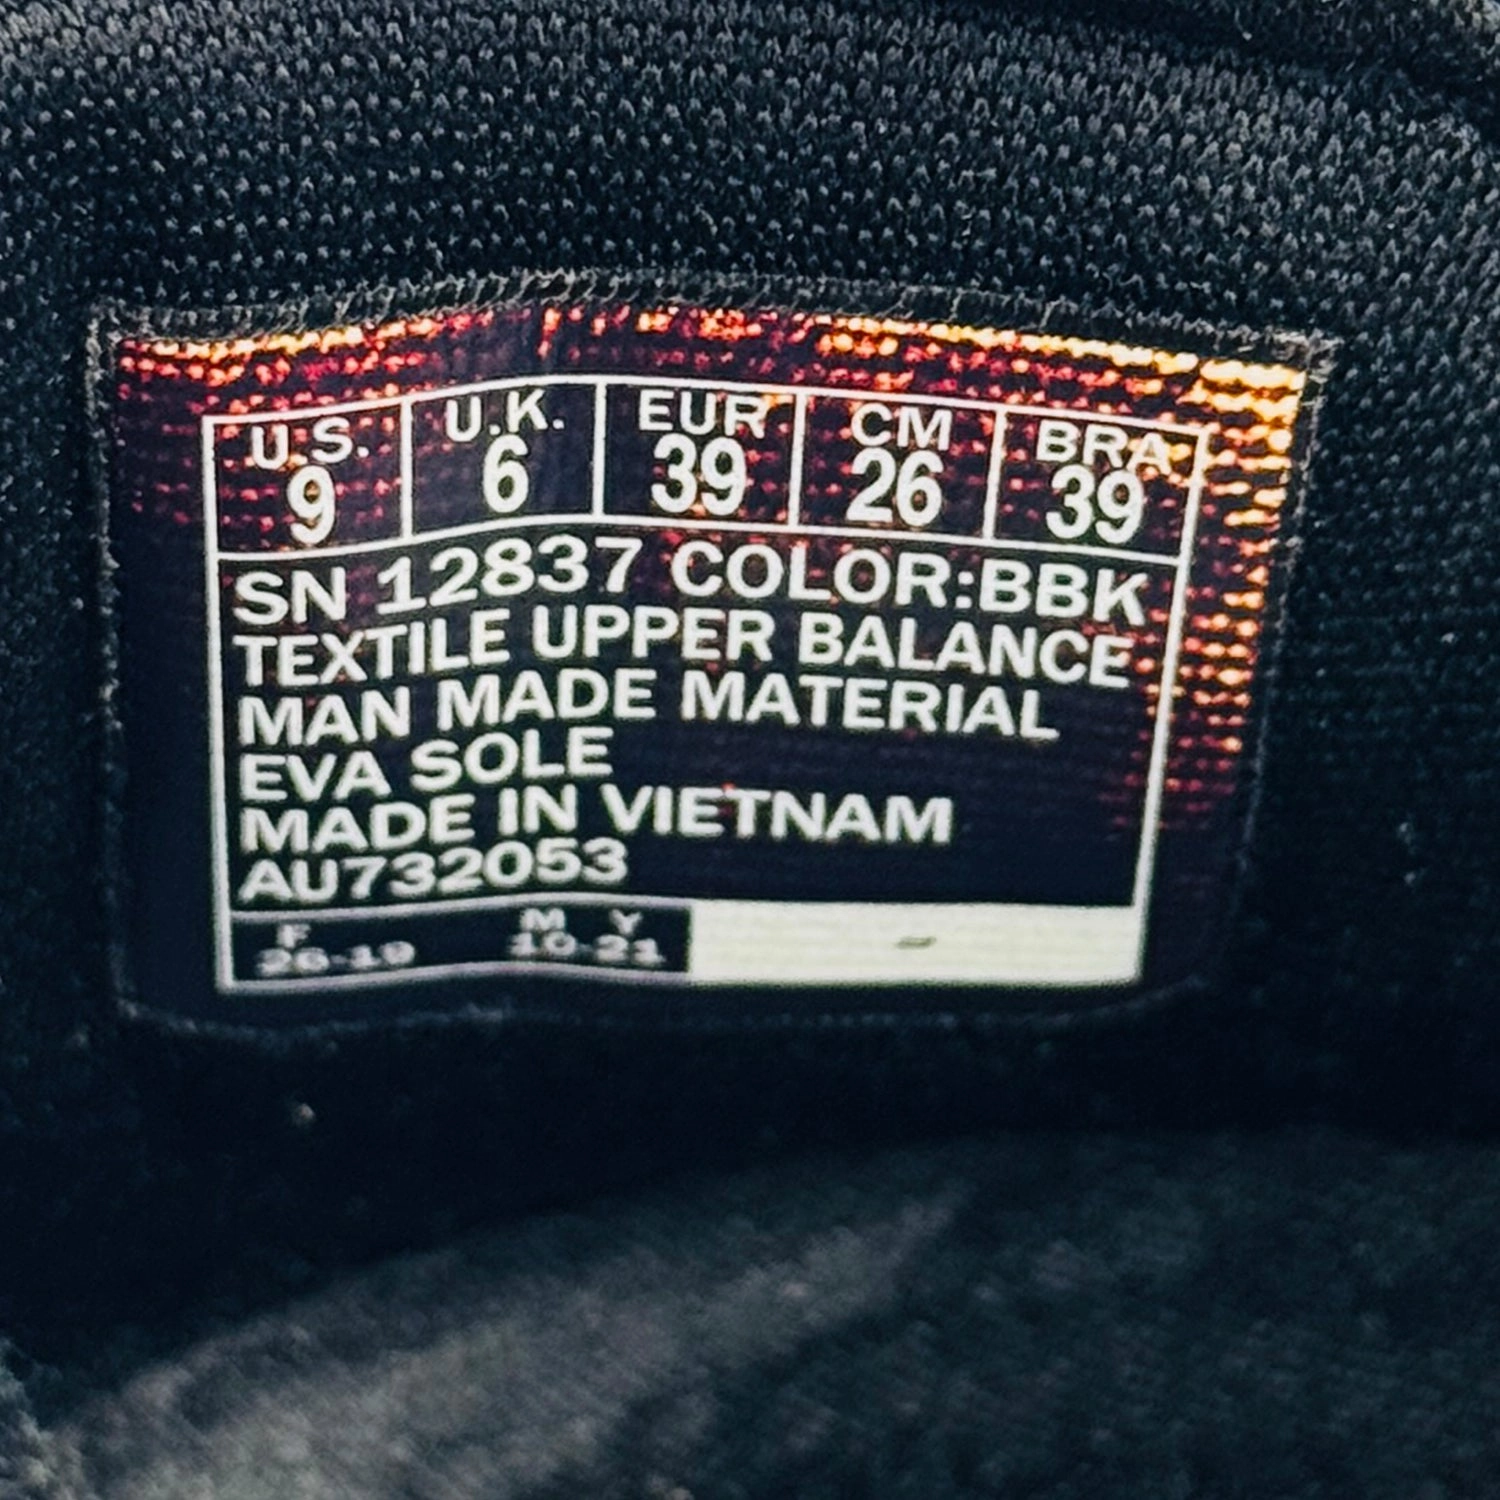 U.S. U.K. EUR CM BRA
9 6 39 26 39
SN 12837 COLOR:BBK
TEXTILE UPPER BALANCE
MAN MADE MATERIAL
EVA SOLE
MADE IN VIETNAM
AU732053
F M Y
26-19 10-21